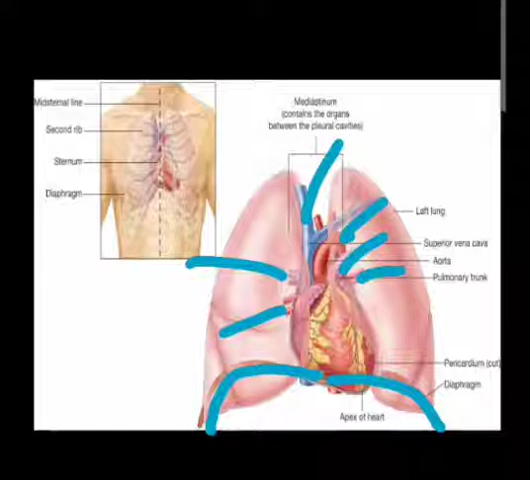 Midsternal line
Second rib
Sternum
Diaphragm
Mediastinum
(contains the organs
between the pleural cavities)
Left lung
Superior vena cava
Aorta
Pulmonary trunk
Pericardium (cut)
Diaphragm
Apex of heart